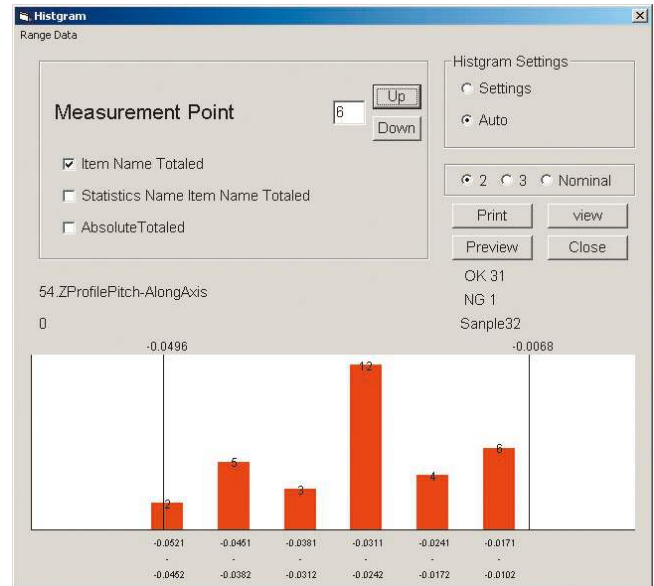 Histgram
Range Data
Measurement Point
6
Up
Down
Item Name Totaled
Statistics Name Item Name Totaled
AbsoluteTotaled
Histgram Settings
Settings
Auto
2 3 Nominal
Print view
Preview Close
54.ZProfilePitch-AlongAxis
0
OK 31
NG 1
Sanple32
-0.0496 -0.0068
2 5 3 12 4 6
-0.0521 -0.0451 -0.0381 -0.0311 -0.0241 -0.0171
- - - - - -
-0.0452 -0.0382 -0.0312 -0.0242 -0.0172 -0.0102